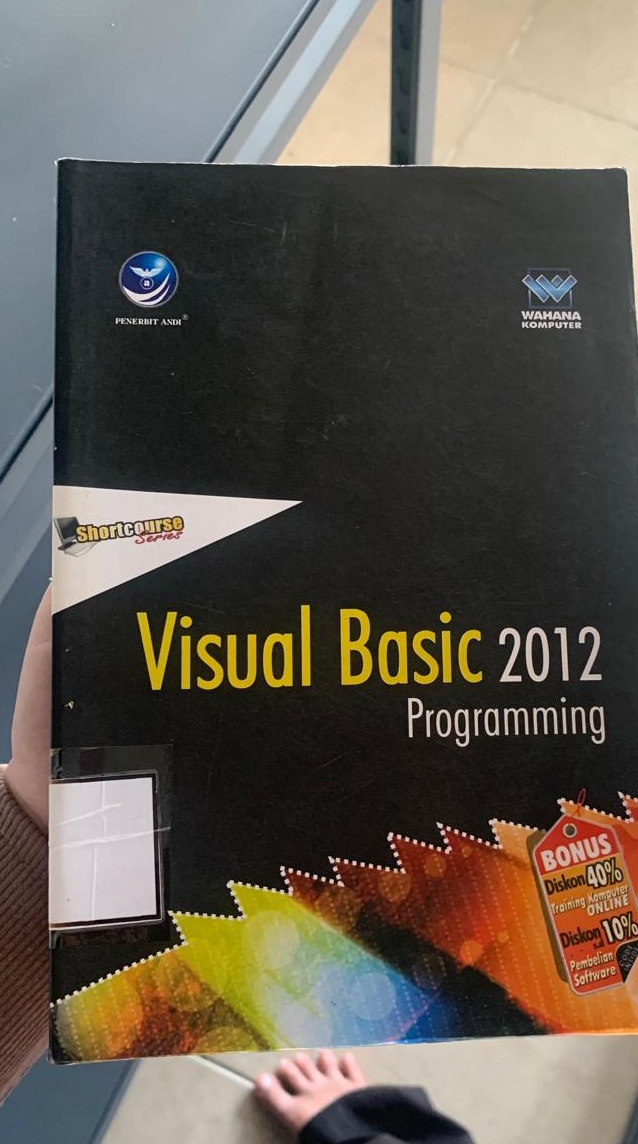 a
PENERBIT ANDI®
WAHANA
KOMPUTER
Shortcourse
Series
Visual Basic 2012
Programming
BONUS
Diskon 40%
Training Komputer
ONLINE
Diskon s.d 10%
Pembelian
Software